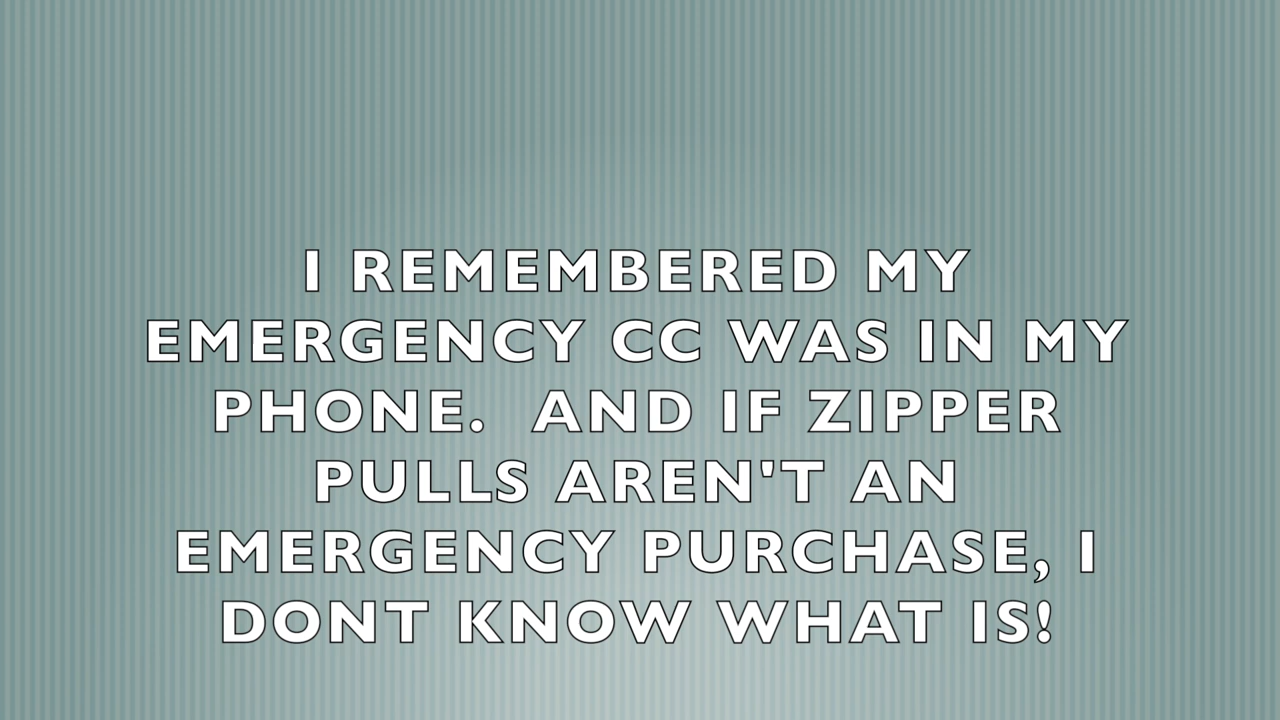 I REMEMBERED MY
EMERGENCY CC WAS IN MY
PHONE.  AND IF ZIPPER
PULLS AREN'T AN
EMERGENCY PURCHASE, I
DONT KNOW WHAT IS!